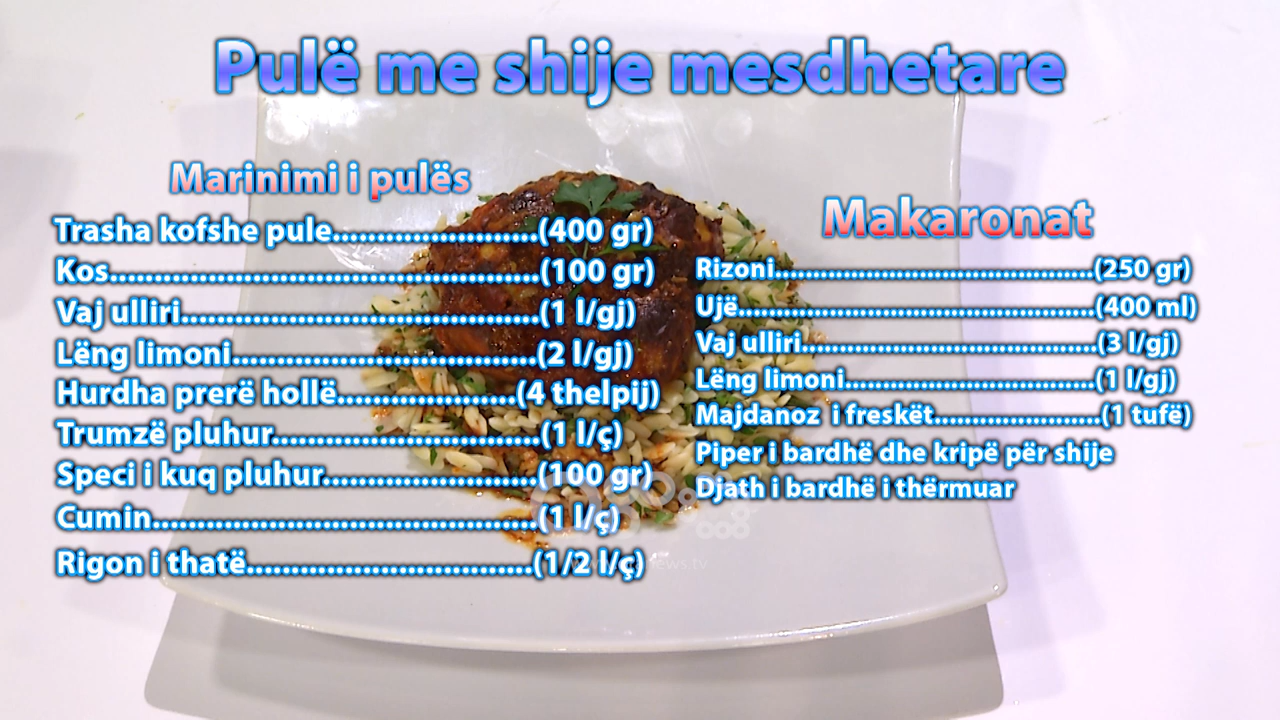 Pulë me shije mesdhetare
Marinimi i pulës
Trasha kofshe pule.......................(400 gr)
Kos................................................(100 gr)
Vaj ulliri........................................(1 l/gj)
Lëng limoni..................................(2 l/gj)
Hurdha prerë hollë....................(4 thelpij)
Trumzë pluhur..............................(1 l/ç)
Speci i kuq pluhur........................(100 gr)
Cumin...........................................(1 l/ç)
Rigon i thatë................................(1/2 l/ç)
Makaronat
Rizoni..........................................(250 gr)
Ujë...............................................(400 ml)
Vaj ulliri.......................................(3 l/gj)
Lëng limoni.................................(1 l/gj)
Majdanoz i freskët......................(1 tufë)
Piper i bardhë dhe kripë për shije
Djath i bardhë i thërmuar